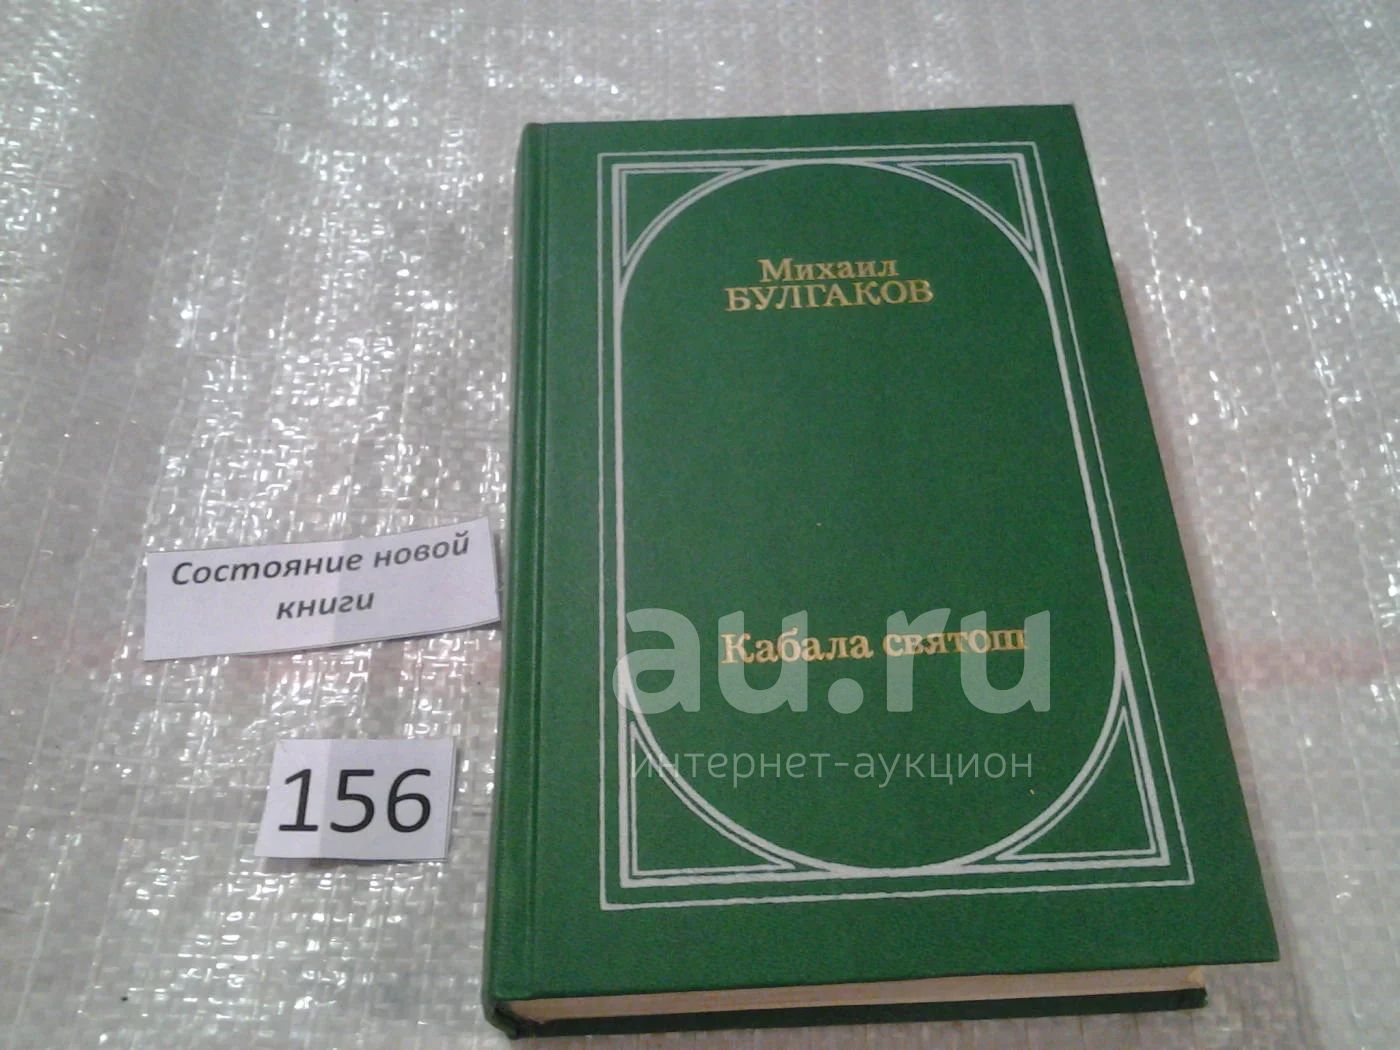 Михаил
БУЛГАКОВ
Состояние новой
книги
Кабала святош
au.ru
интернет-аукцион
156